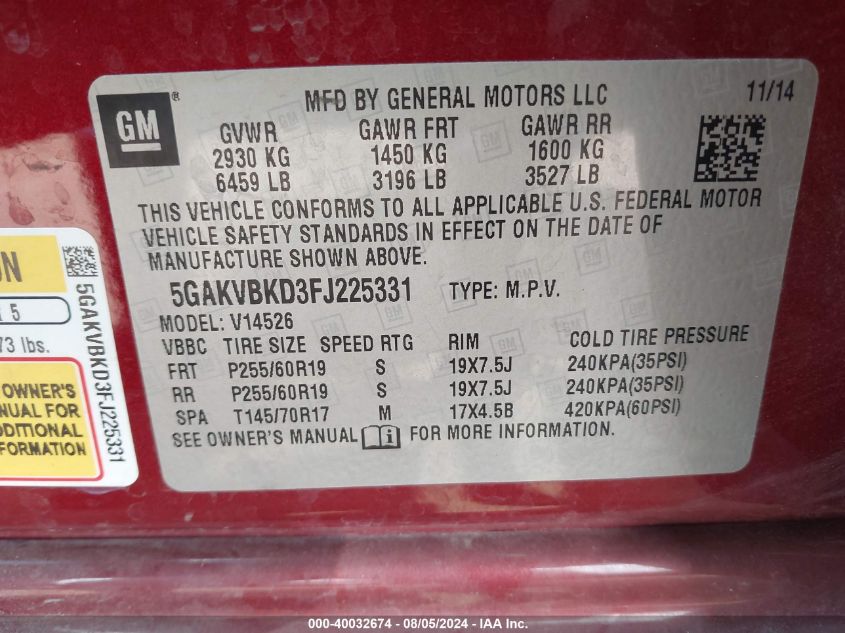 GM ®
MFD BY GENERAL MOTORS LLC
11/14
GVWR GAWR FRT GAWR RR
2930 KG 1450 KG 1600 KG
6459 LB 3196 LB 3527 LB
THIS VEHICLE CONFORMS TO ALL APPLICABLE U.S. FEDERAL MOTOR
VEHICLE SAFETY STANDARDS IN EFFECT ON THE DATE OF
MANUFACTURE SHOWN ABOVE.
5GAKVBKD3FJ225331 TYPE: M.P.V.
MODEL: V14526
VBBC TIRE SIZE SPEED RTG RIM COLD TIRE PRESSURE
FRT P255/60R19 S 19X7.5J 240KPA(35PSI)
RR P255/60R19 S 19X7.5J 240KPA(35PSI)
SPA T145/70R17 M 17X4.5B 420KPA(60PSI)
SEE OWNER'S MANUAL FOR MORE INFORMATION.
5
lbs.
OWNER'S
FOR
5GAKVBKD3FJ225331
000-40032674 - 08/05/2024 - IAA Inc.